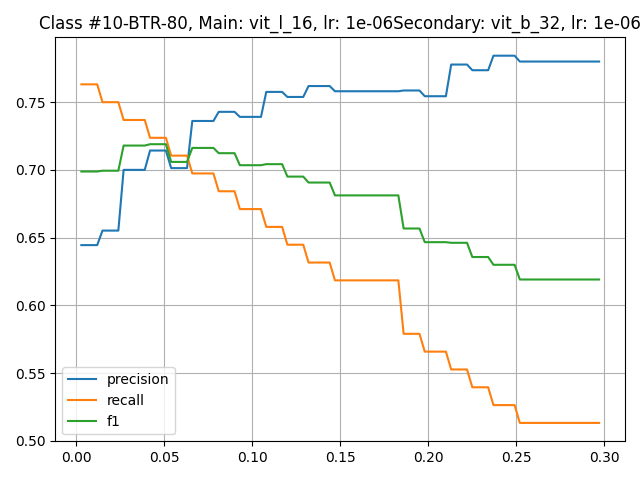 Class #10-BTR-80, Main: vit_l_16, lr: 1e-06Secondary: vit_b_32, lr: 1e-06
0.75
0.70
0.65
0.60
0.55
0.50
precision
recall
f1
0.00 0.05 0.10 0.15 0.20 0.25 0.30